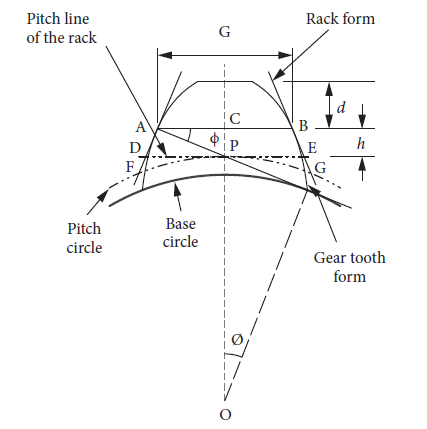 Pitch line
of the rack
G
Rack form
d
A
C
B
h
ϕ
D
P
E
F
G
Pitch
circle
Base
circle
Gear tooth
form
Ø
O